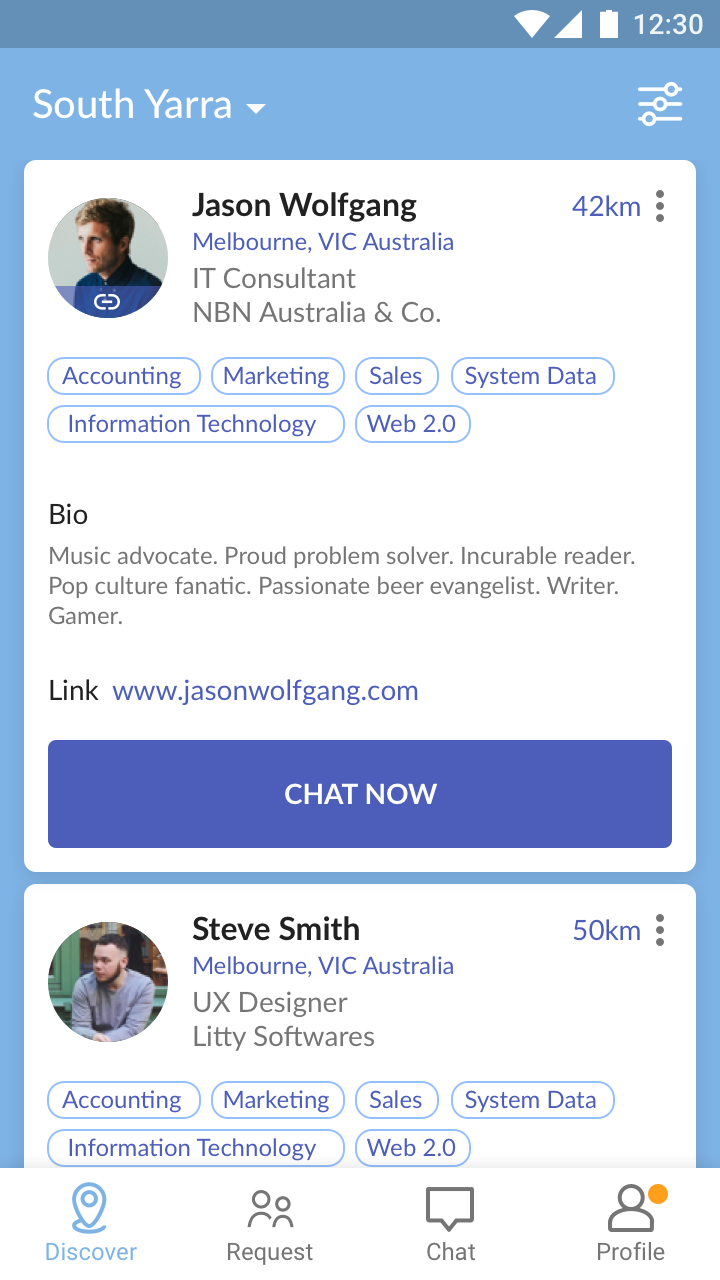 12:30
South Yarra
Jason Wolfgang 42km
Melbourne, VIC Australia
IT Consultant
NBN Australia & Co.
Accounting Marketing Sales System Data
Information Technology Web 2.0
Bio
Music advocate. Proud problem solver. Incurable reader.
Pop culture fanatic. Passionate beer evangelist. Writer.
Gamer.
Link www.jasonwolfgang.com
CHAT NOW
Steve Smith 50km
Melbourne, VIC Australia
UX Designer
Litty Softwares
Accounting Marketing Sales System Data
Information Technology Web 2.0
Discover Request Chat Profile